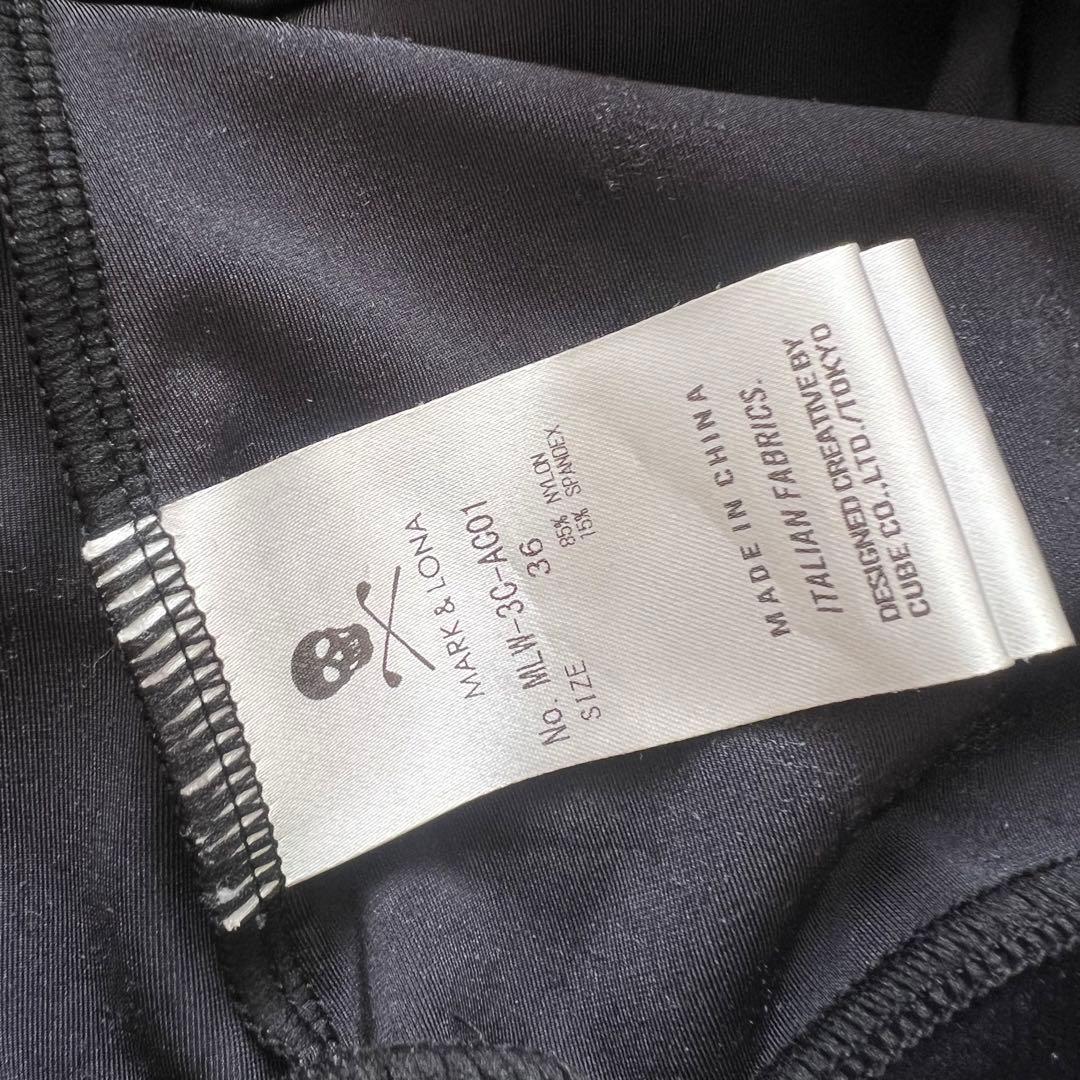 MARK & LONA
No. MLW-3C-AC01
SIZE 36
85% NYLON
15% SPANDEX
MADE IN CHINA
ITALIAN FABRICS.
DESIGNED CREATIVE BY
CUBE CO.,LTD./TOKYO